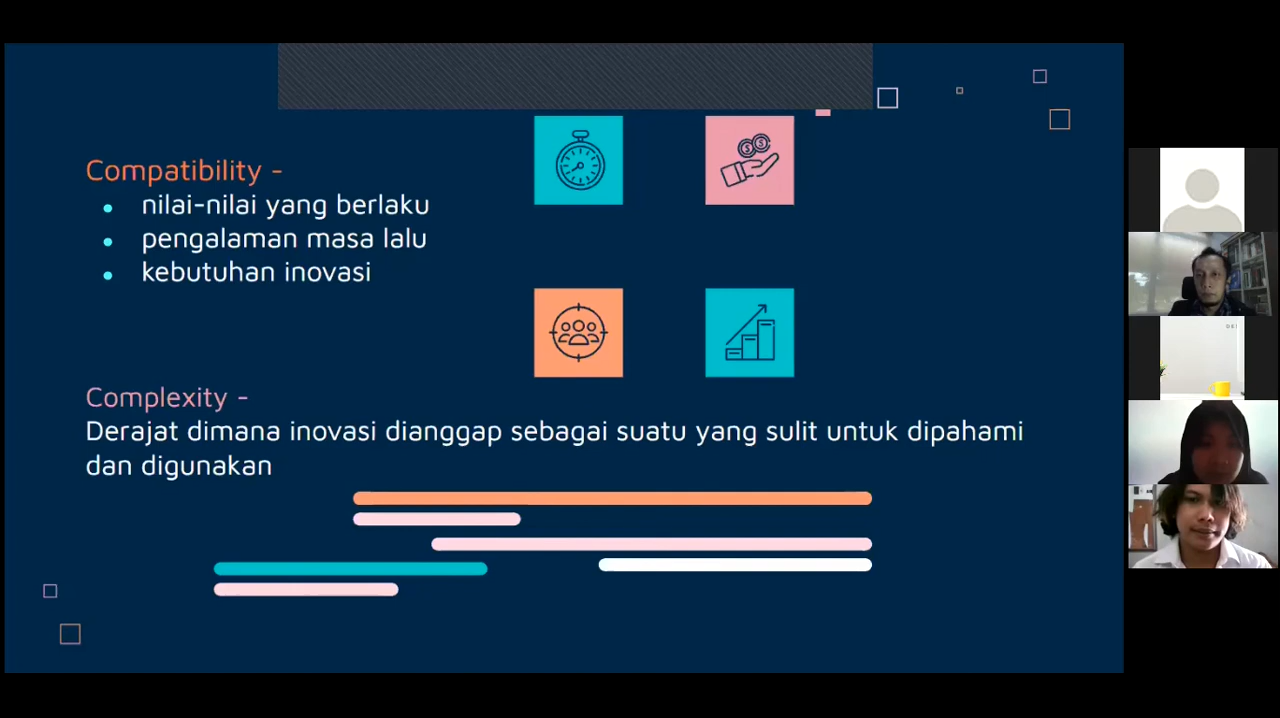 Compatibility -
nilai-nilai yang berlaku
pengalaman masa lalu
kebutuhan inovasi
Complexity -
Derajat dimana inovasi dianggap sebagai suatu yang sulit untuk dipahami
dan digunakan